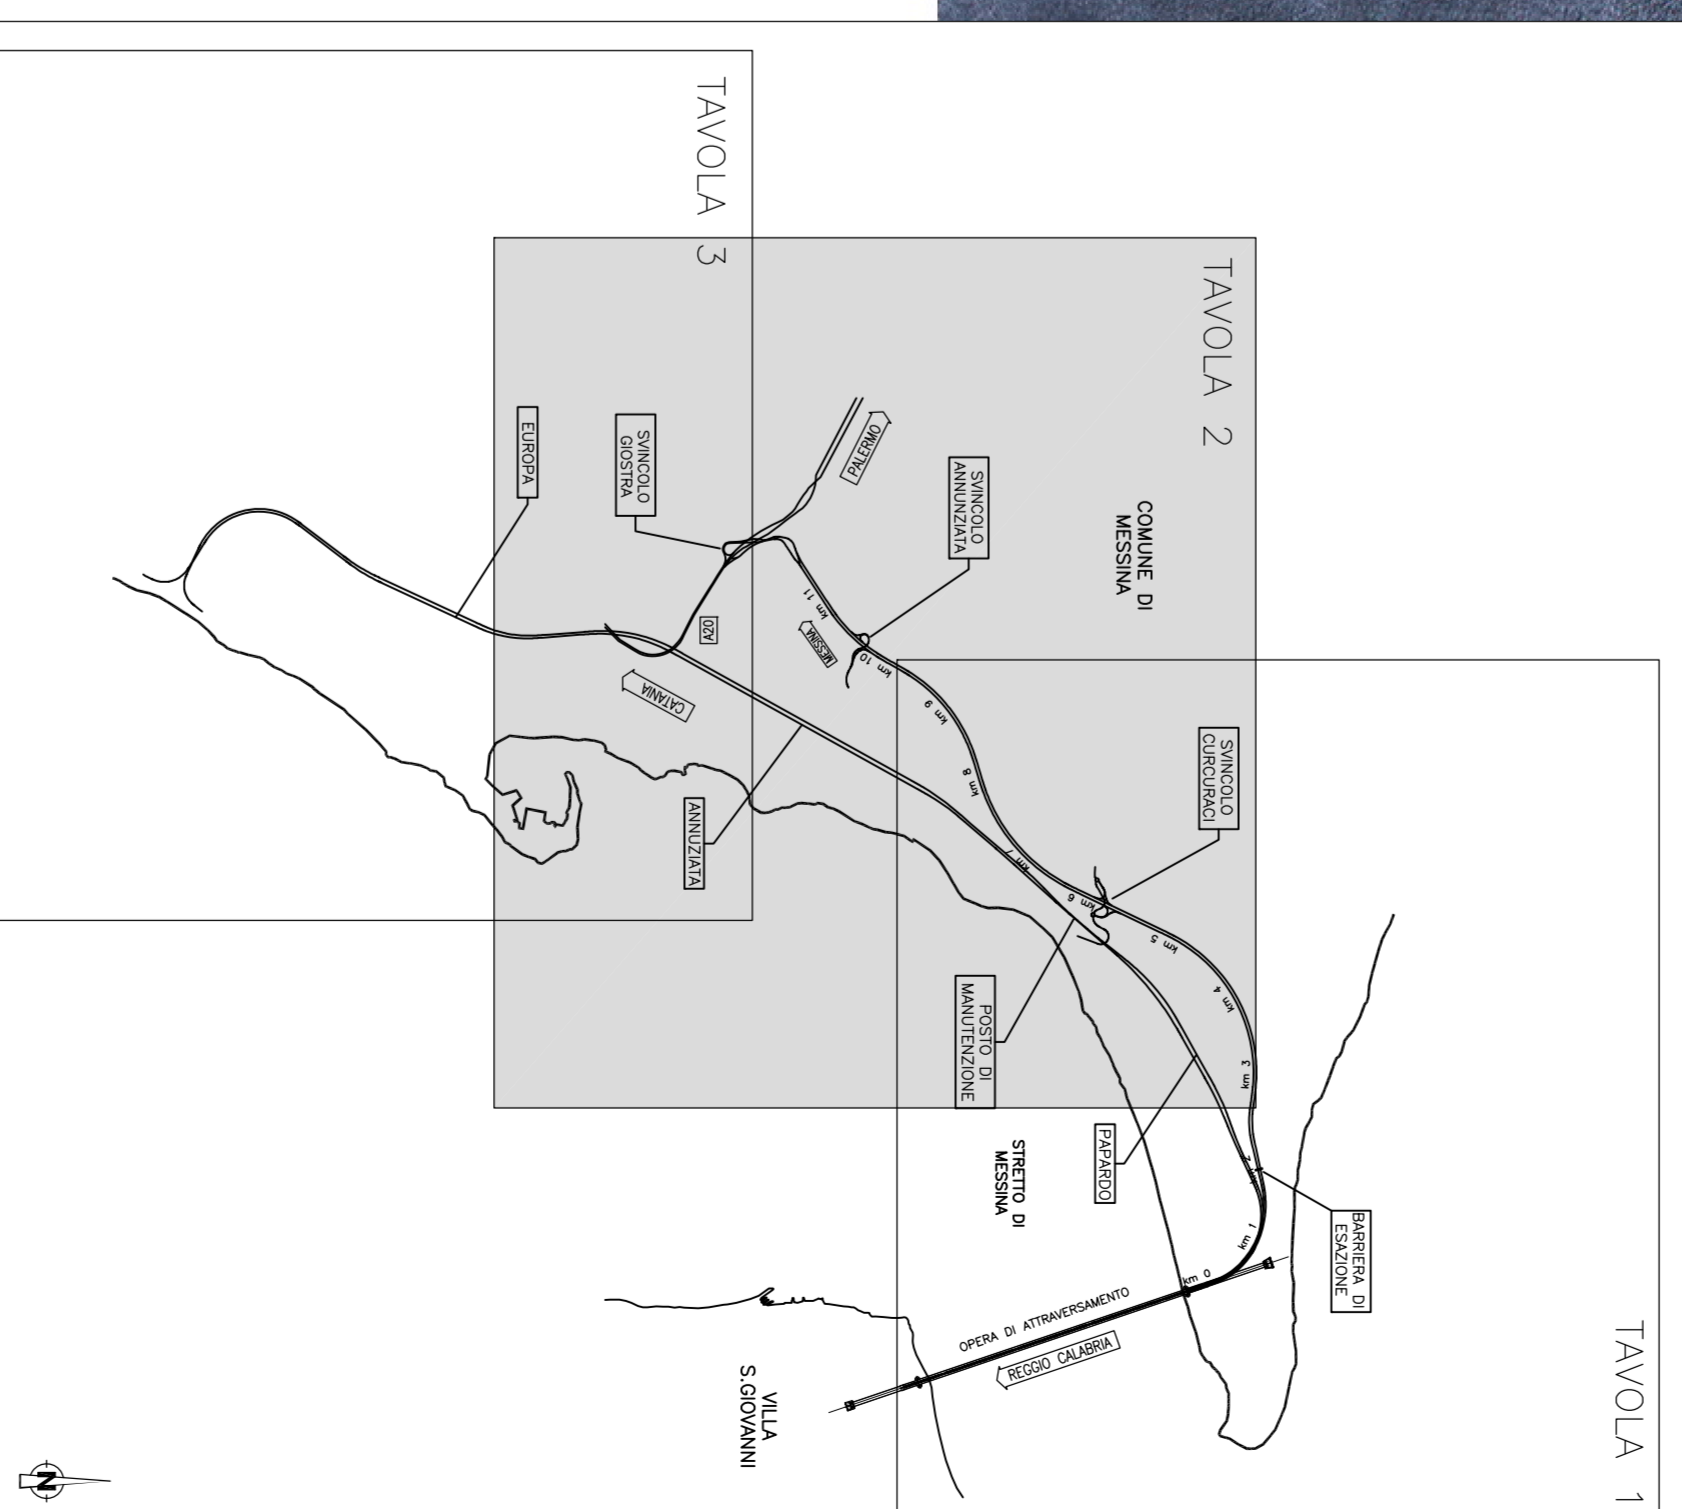 TAVOLA 1
TAVOLA 2
TAVOLA 3
COMUNE DI
MESSINA
SVINCOLO
CURCURACI
SVINCOLO
ANNUNZIATA
PALERMO
SVINCOLO
GIOSTRA
EUROPA
A20
MESSINA
CATANIA
ANNUZIATA
POSTO DI
MANUTENZIONE
PAPARDO
BARRIERA DI
ESAZIONE
STRETTO DI
MESSINA
km 0
km 1
km 2
km 3
km 4
km 5
km 6
km 7
km 8
km 9
km 10
km 11
OPERA DI ATTRAVERSAMENTO
REGGIO CALABRIA
VILLA
S.GIOVANNI
N